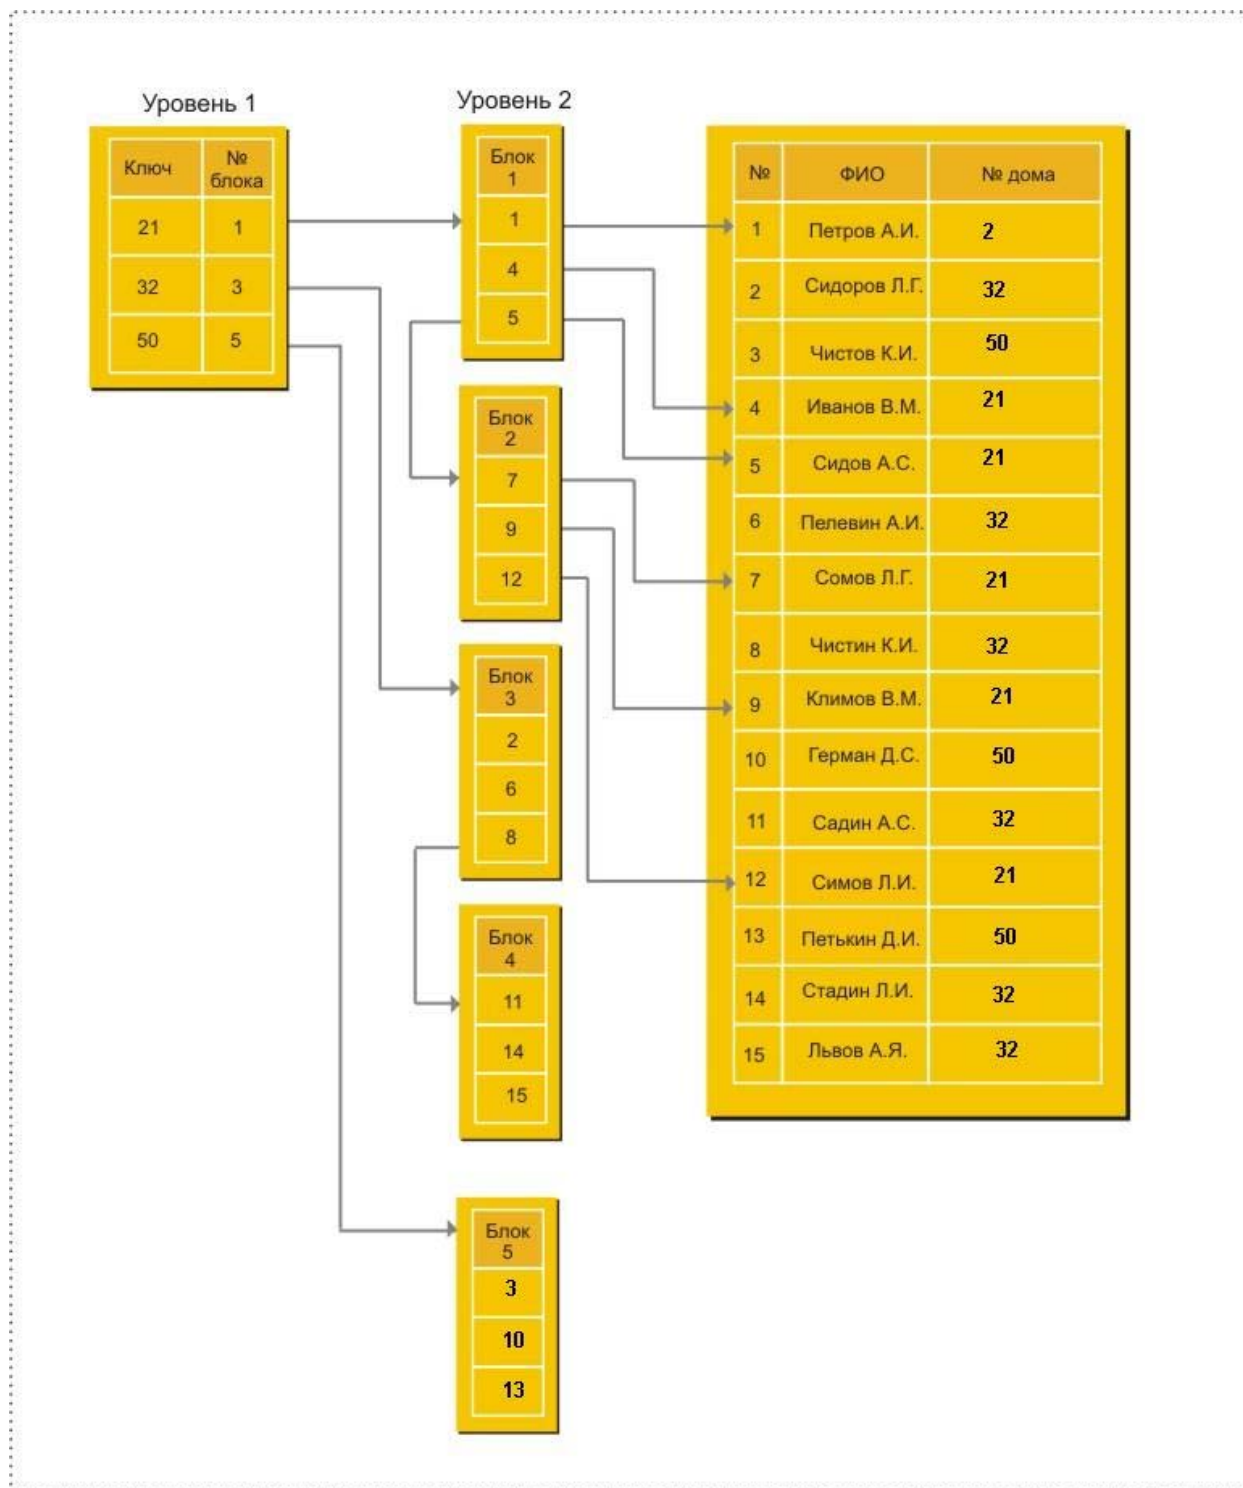 Уровень 1
Ключ № блока
21 1
32 3
50 5
Уровень 2
Блок 1
1
4
5
Блок 2
7
9
12
Блок 3
2
6
8
Блок 4
11
14
15
Блок 5
3
10
13
№ ФИО № дома
1 Петров А.И. 2
2 Сидоров Л.Г. 32
3 Чистов К.И. 50
4 Иванов В.М. 21
5 Сидов А.С. 21
6 Пелевин А.И. 32
7 Сомов Л.Г. 21
8 Чистин К.И. 32
9 Климов В.М. 21
10 Герман Д.С. 50
11 Садин А.С. 32
12 Симов Л.И. 21
13 Петькин Д.И. 50
14 Стадин Л.И. 32
15 Львов А.Я. 32